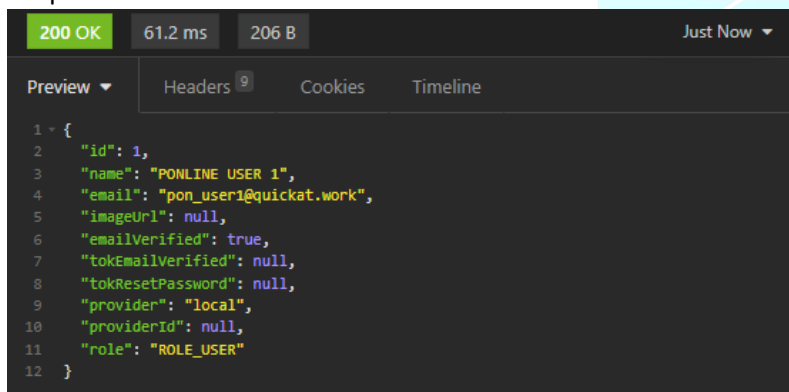 200 OK 61.2 ms 206 B Just Now
Preview Headers 9 Cookies Timeline
1 {
2 "id": 1,
3 "name": "PONLINE USER 1",
4 "email": "pon_user1@quickat.work",
5 "imageUrl": null,
6 "emailVerified": true,
7 "tokEmailVerified": null,
8 "tokResetPassword": null,
9 "provider": "local",
10 "providerId": null,
11 "role": "ROLE_USER"
12 }